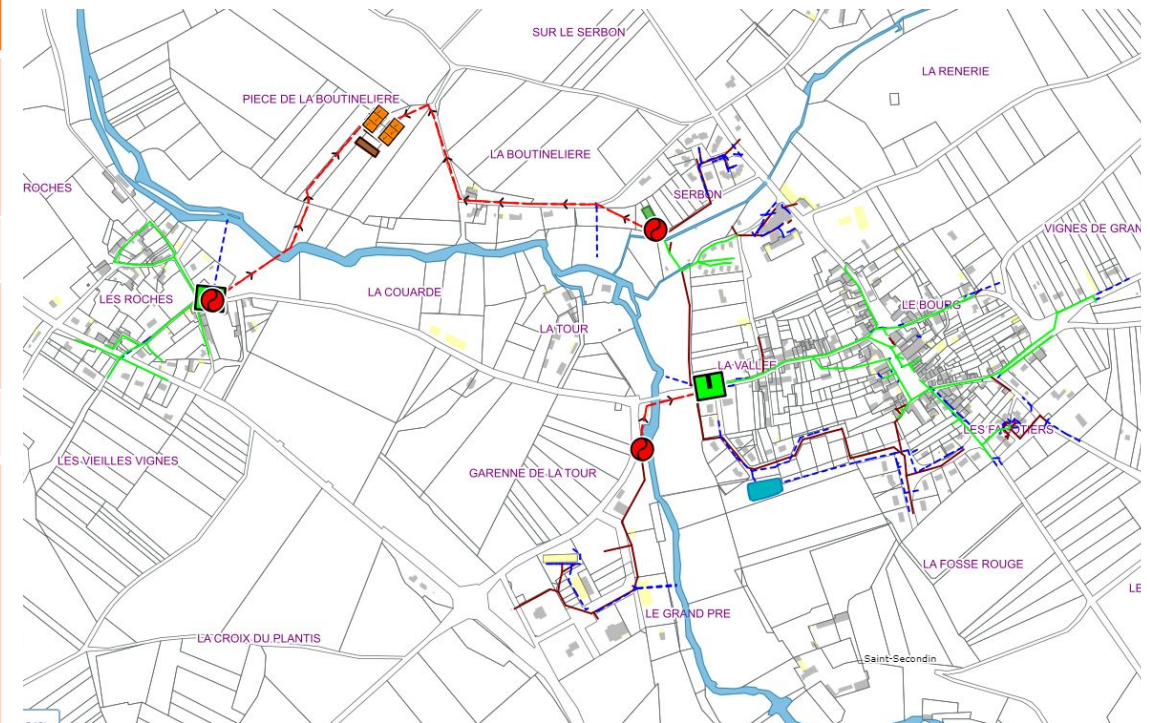 SUR LE SERBON
LA RENERIE
PIECE DE LA BOUTINELIERE
LA BOUTINELIERE
ROCHES
SERBON
VIGNES DE GRAN
LES ROCHES
LA COUARDE
LE BOURG
LA TOUR
LA VALLEE
LES VIEILLES VIGNES
GARENNE DE LA TOUR
LA FOSSE ROUGE
LE
LE GRAND PRE
LA CROIX DU PLANTIS
Saint-Secondin